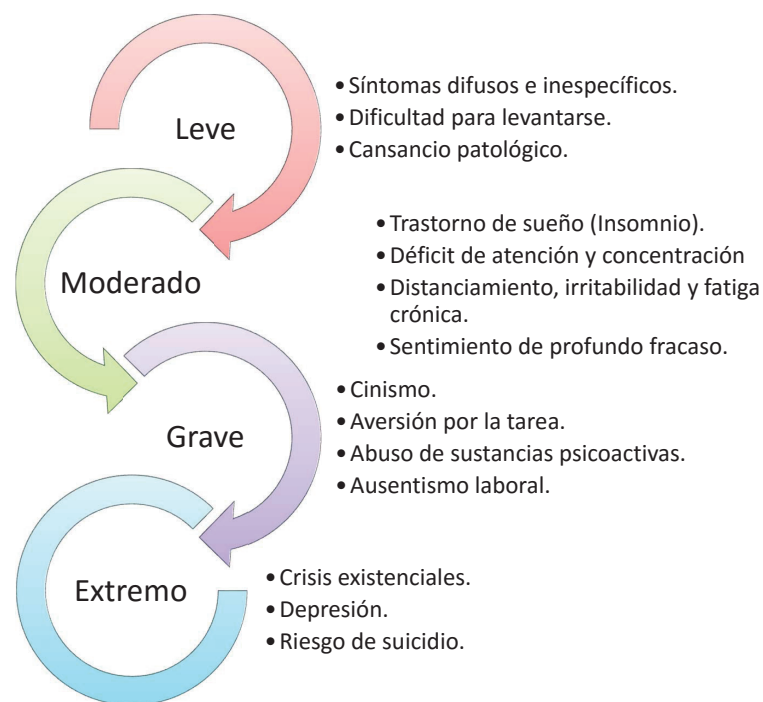 Leve
• Síntomas difusos e inespecíficos.
• Dificultad para levantarse.
• Cansancio patológico.
Moderado
• Trastorno de sueño (Insomnio).
• Déficit de atención y concentración
• Distanciamiento, irritabilidad y fatiga
crónica.
• Sentimiento de profundo fracaso.
Grave
• Cinismo.
• Aversión por la tarea.
• Abuso de sustancias psicoactivas.
• Ausentismo laboral.
Extremo
• Crisis existenciales.
• Depresión.
• Riesgo de suicidio.